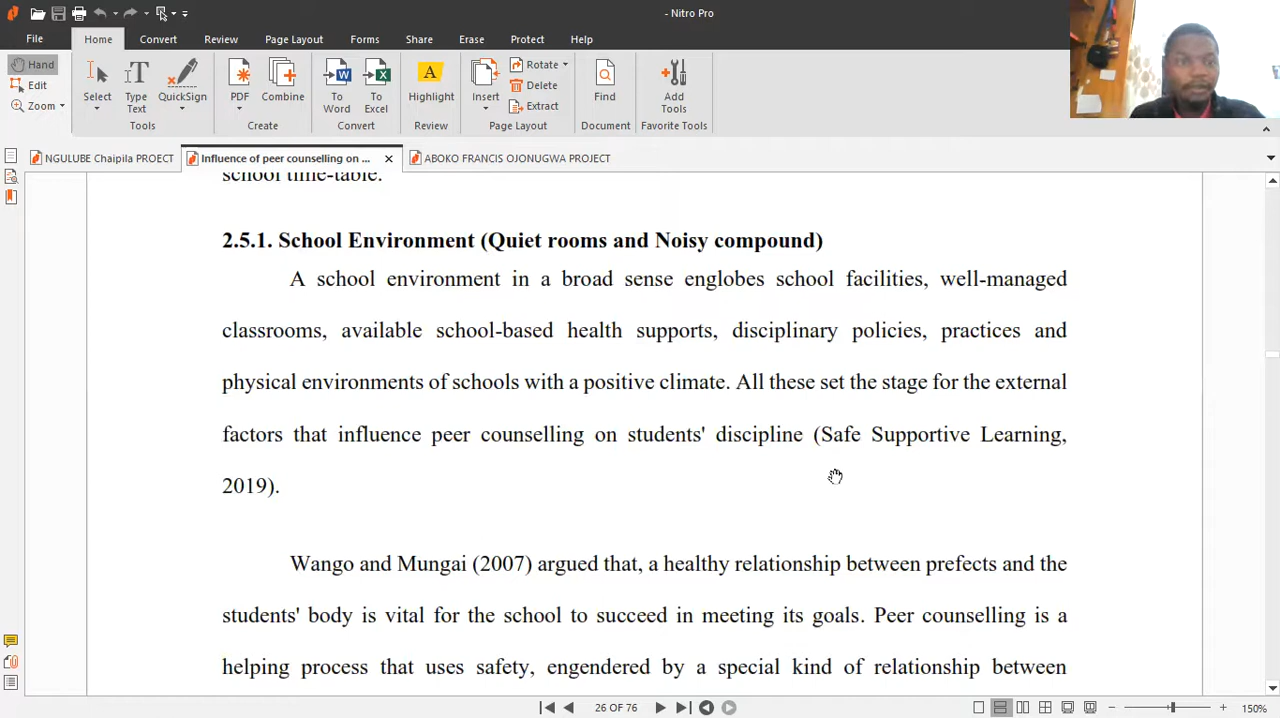 - Nitro Pro
File Home Convert Review Page Layout Forms Share Erase Protect Help
Hand
Edit
Zoom
Select
Type Text
QuickSign
Tools
PDF
Combine
Create
To Word
To Excel
Convert
Highlight
Review
Insert
Rotate
Delete
Extract
Page Layout
Find
Document
Add Tools
Favorite Tools
NGULUBE Chaipila PROECT
Influence of peer counselling on ...
ABOKO FRANCIS OJONUGWA PROJECT
school time-table.
2.5.1. School Environment (Quiet rooms and Noisy compound)
A school environment in a broad sense englobes school facilities, well-managed
classrooms, available school-based health supports, disciplinary policies, practices and
physical environments of schools with a positive climate. All these set the stage for the external
factors that influence peer counselling on students' discipline (Safe Supportive Learning,
2019).
Wango and Mungai (2007) argued that, a healthy relationship between prefects and the
students' body is vital for the school to succeed in meeting its goals. Peer counselling is a
helping process that uses safety, engendered by a special kind of relationship between
26 OF 76
150%